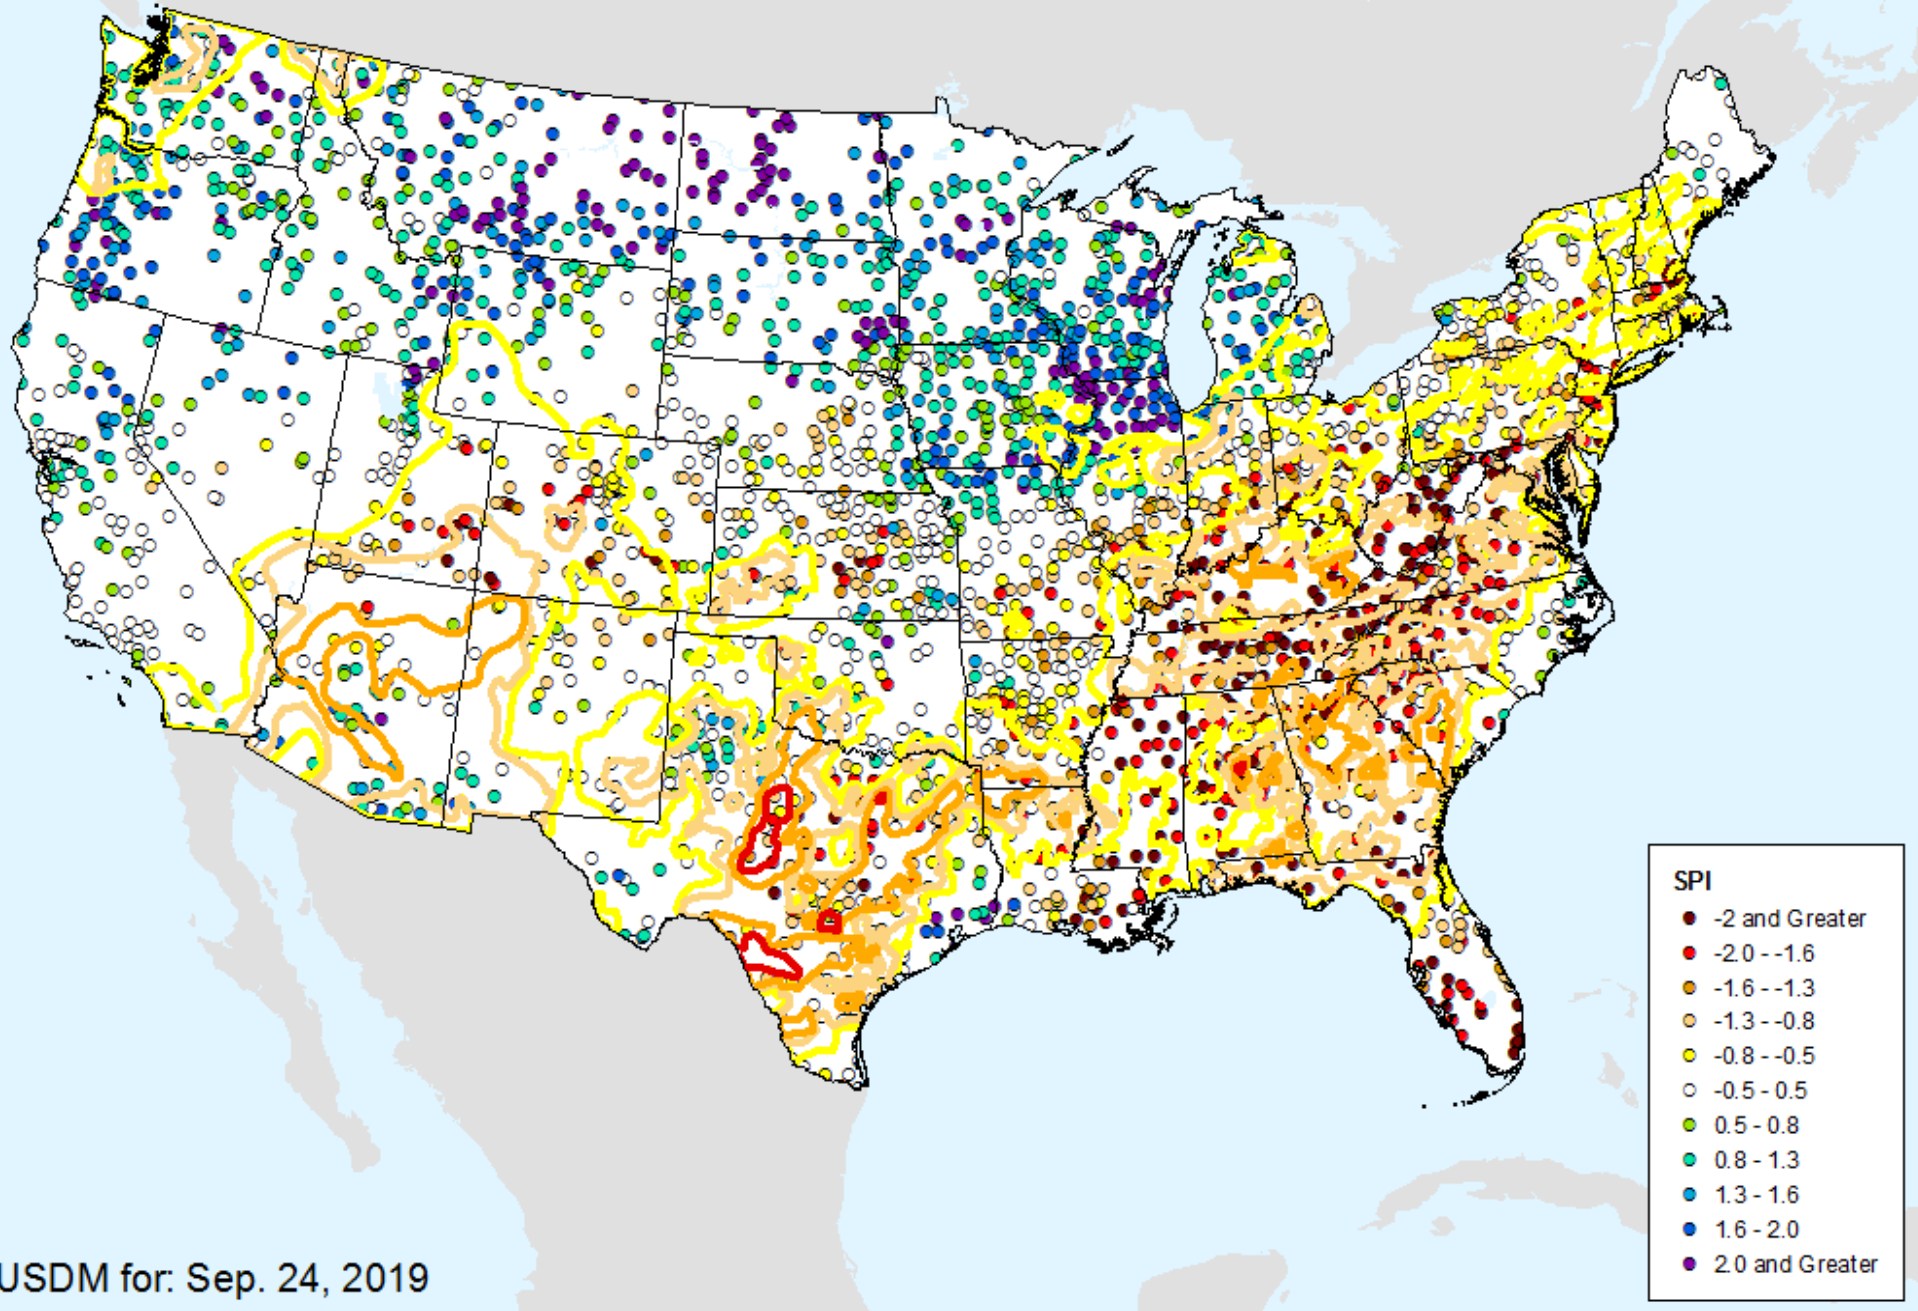 SPI
-2 and Greater
-2.0 - -1.6
-1.6 - -1.3
-1.3 - -0.8
-0.8 - -0.5
-0.5 - 0.5
0.5 - 0.8
0.8 - 1.3
1.3 - 1.6
1.6 - 2.0
2.0 and Greater
USDM for: Sep. 24, 2019